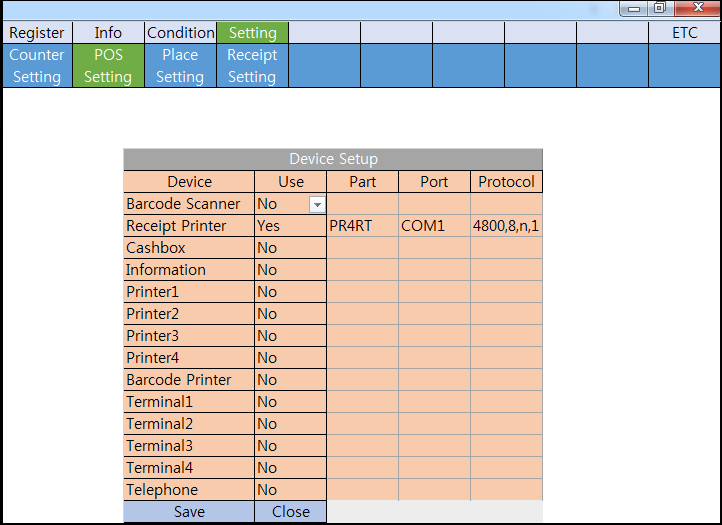 Register Info Condition Setting ETC
Counter Setting POS Setting Place Setting Receipt Setting
Device Setup
Device Use Part Port Protocol
Barcode Scanner No
Receipt Printer Yes PR4RT COM1 4800,8,n,1
Cashbox No
Information No
Printer1 No
Printer2 No
Printer3 No
Printer4 No
Barcode Printer No
Terminal1 No
Terminal2 No
Terminal3 No
Terminal4 No
Telephone No
Save Close